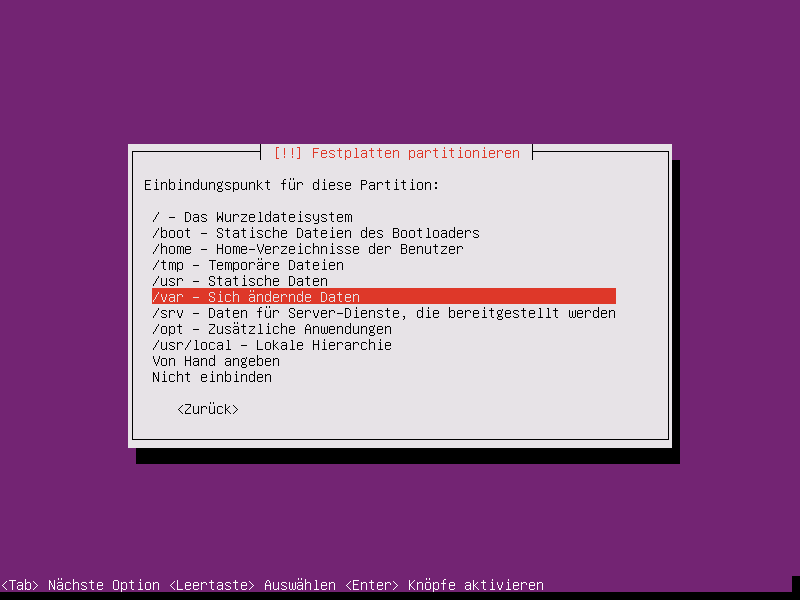 [!!] Festplatten partitionieren
Einbindungspunkt für diese Partition:
/ – Das Wurzeldateisystem
/boot – Statische Dateien des Bootloaders
/home – Home-Verzeichnisse der Benutzer
/tmp – Temporäre Dateien
/usr – Statische Daten
/var – Sich ändernde Daten
/srv – Daten für Server-Dienste, die bereitgestellt werden
/opt – Zusätzliche Anwendungen
/usr/local – Lokale Hierarchie
Von Hand angeben
Nicht einbinden
<Zurück>
<Tab> Nächste Option <Leertaste> Auswählen <Enter> Knöpfe aktivieren